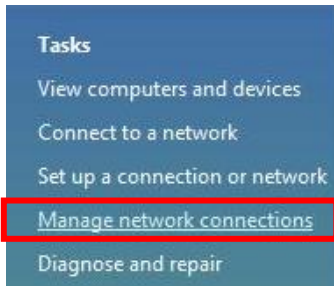 Tasks
View computers and devices
Connect to a network
Set up a connection or network
Manage network connections
Diagnose and repair